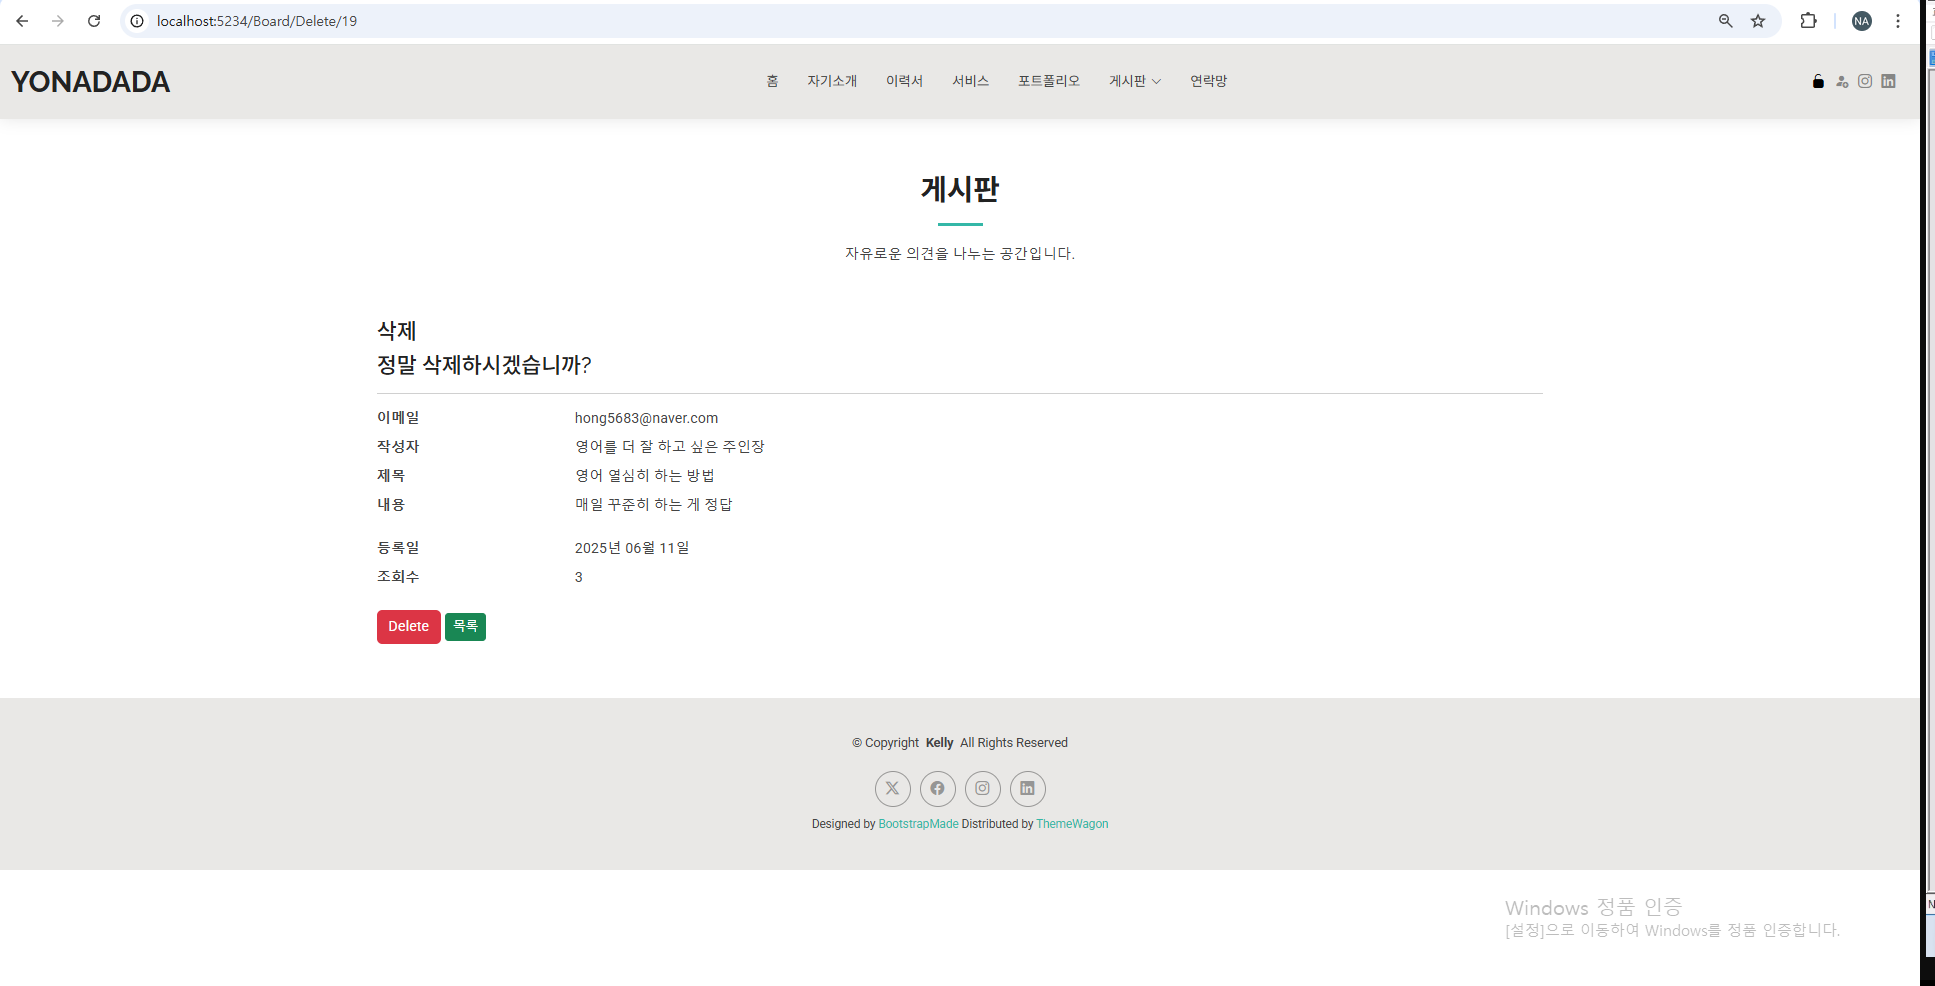 localhost:5234/Board/Delete/19
NA
YONADADA
홈 자기소개 이력서 서비스 포트폴리오 게시판 연락망
게시판
자유로운 의견을 나누는 공간입니다.
삭제
정말 삭제하시겠습니까?
이메일 hong5683@naver.com
작성자 영어를 더 잘 하고 싶은 주인장
제목 영어 열심히 하는 방법
내용 매일 꾸준히 하는 게 정답
등록일 2025년 06월 11일
조회수 3
Delete 목록
© Copyright Kelly All Rights Reserved
Designed by BootstrapMade Distributed by ThemeWagon
Windows 정품 인증
[설정]으로 이동하여 Windows를 정품 인증합니다.